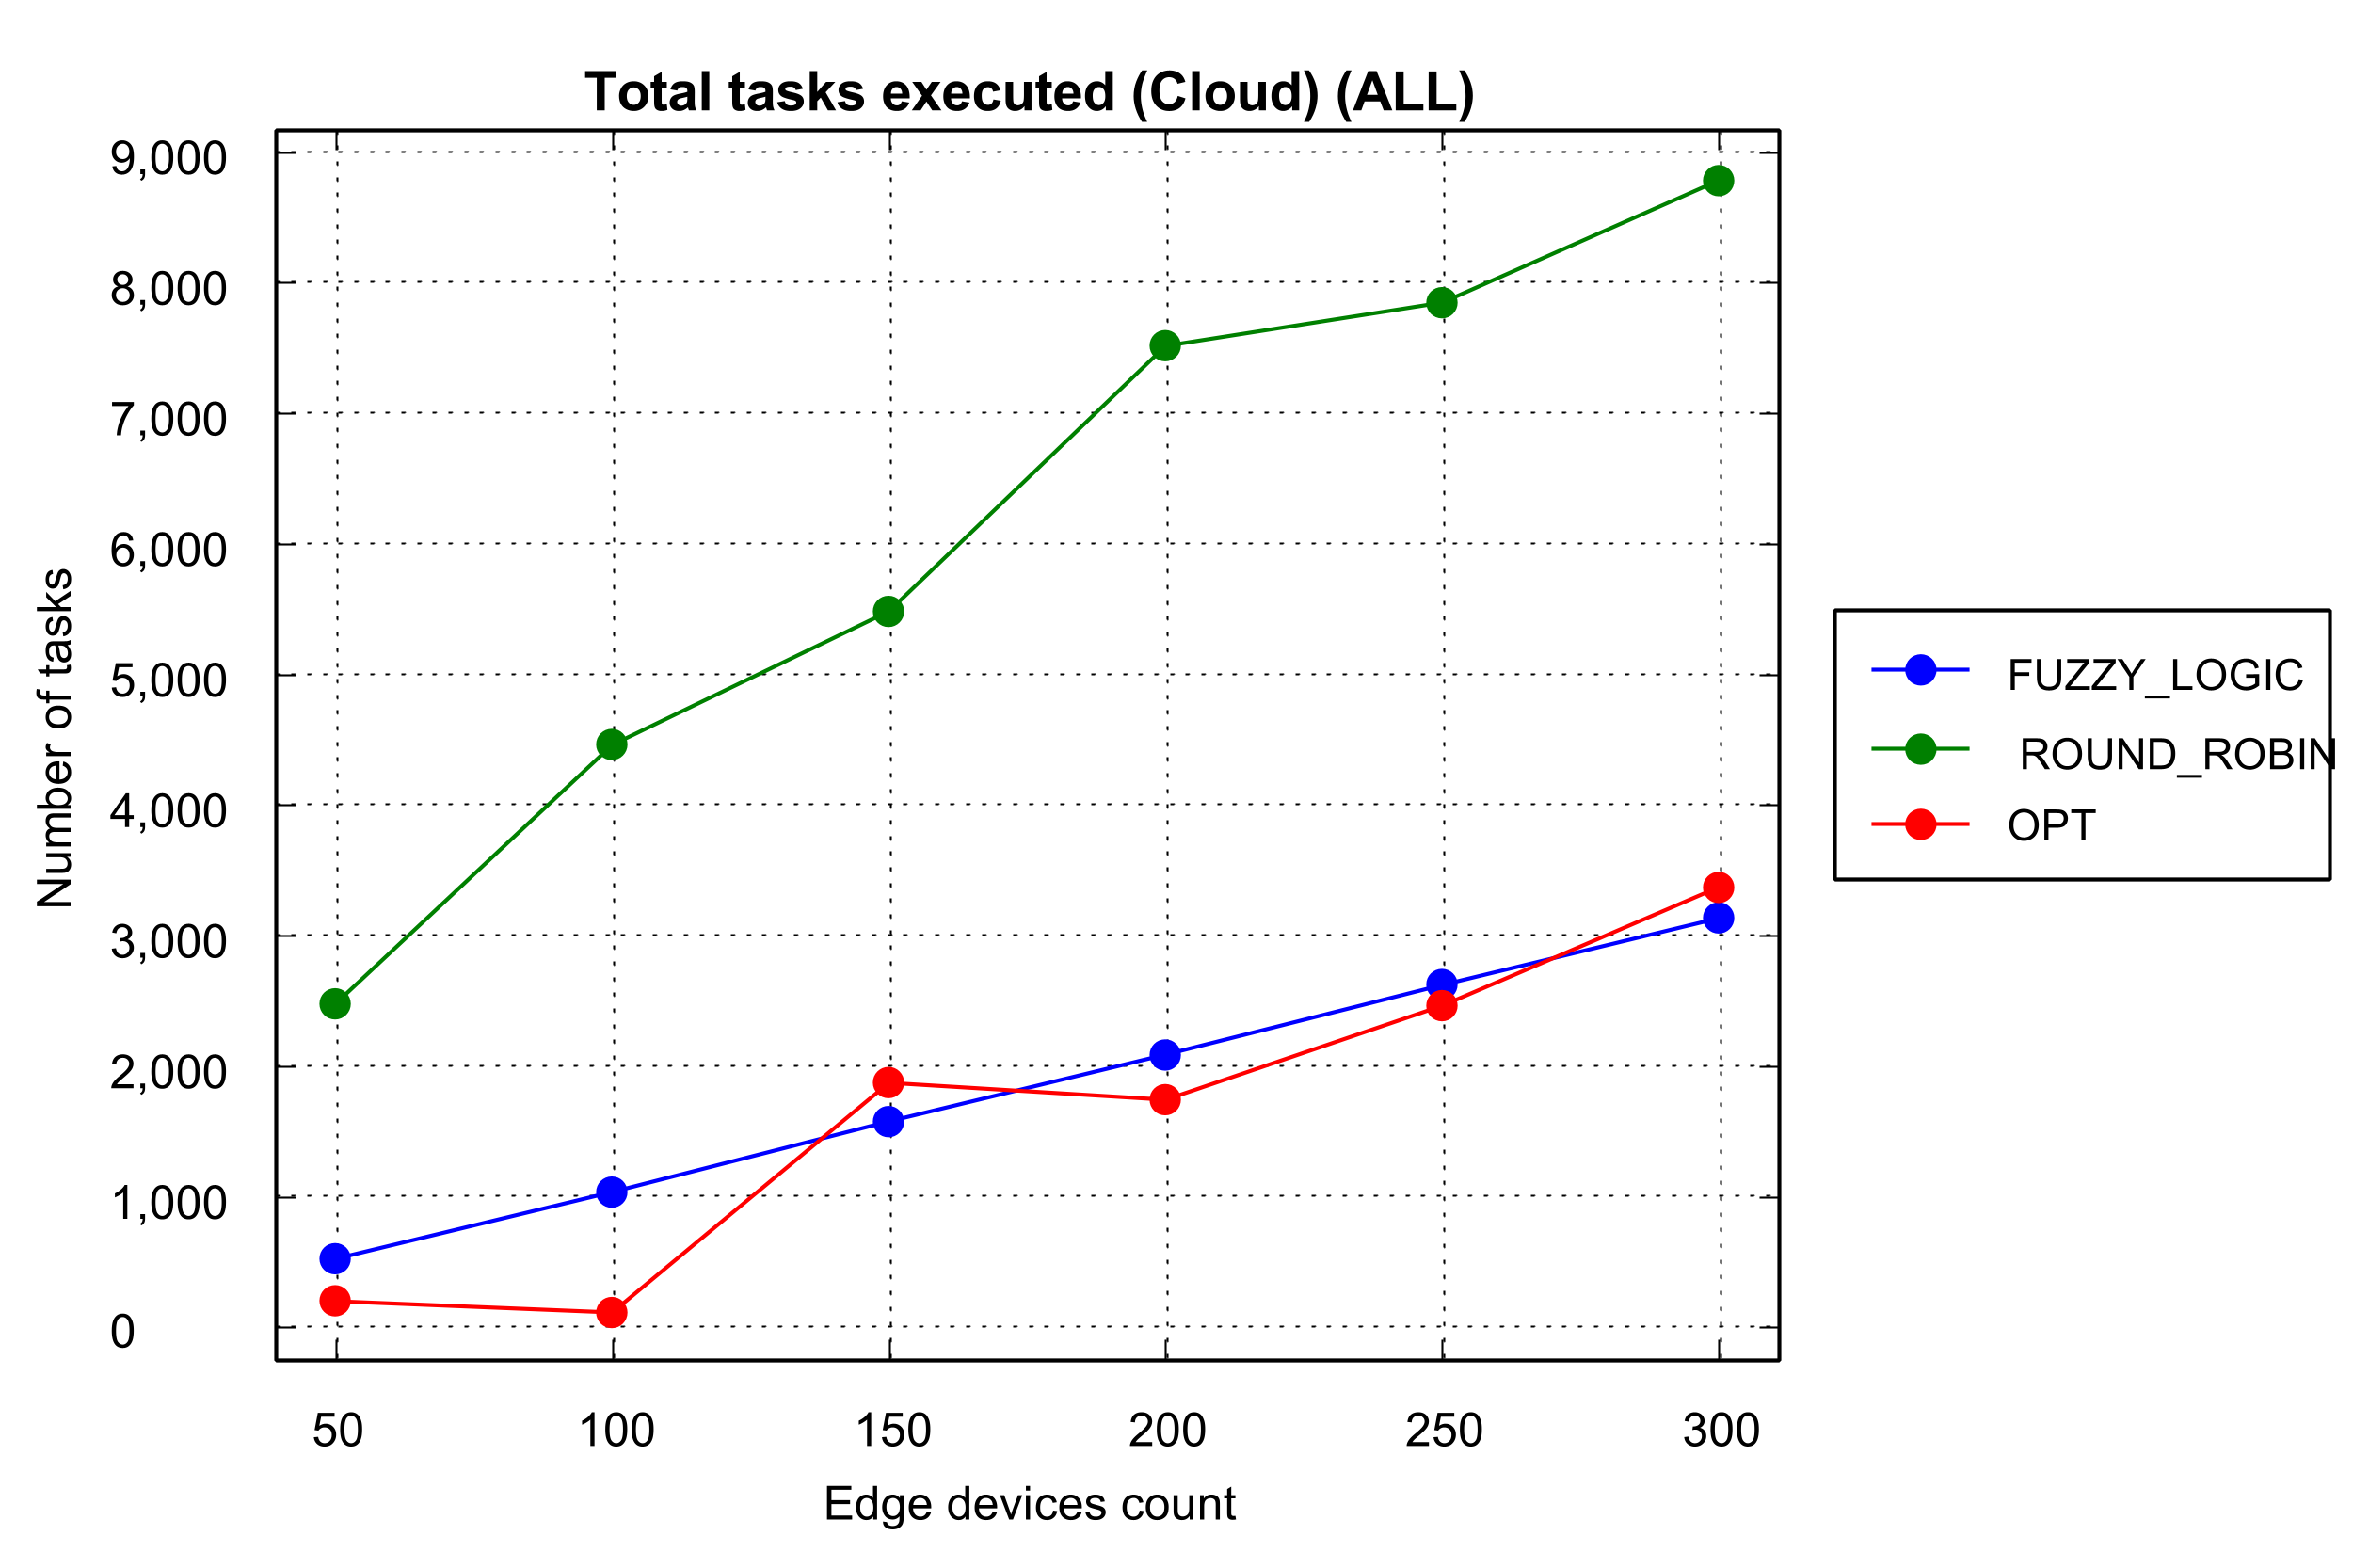 Total tasks executed (Cloud) (ALL)
9,000
8,000
7,000
6,000
5,000
4,000
3,000
2,000
1,000
0
Number of tasks
50 100 150 200 250 300
Edge devices count
FUZZY_LOGIC
ROUND_ROBIN
OPT